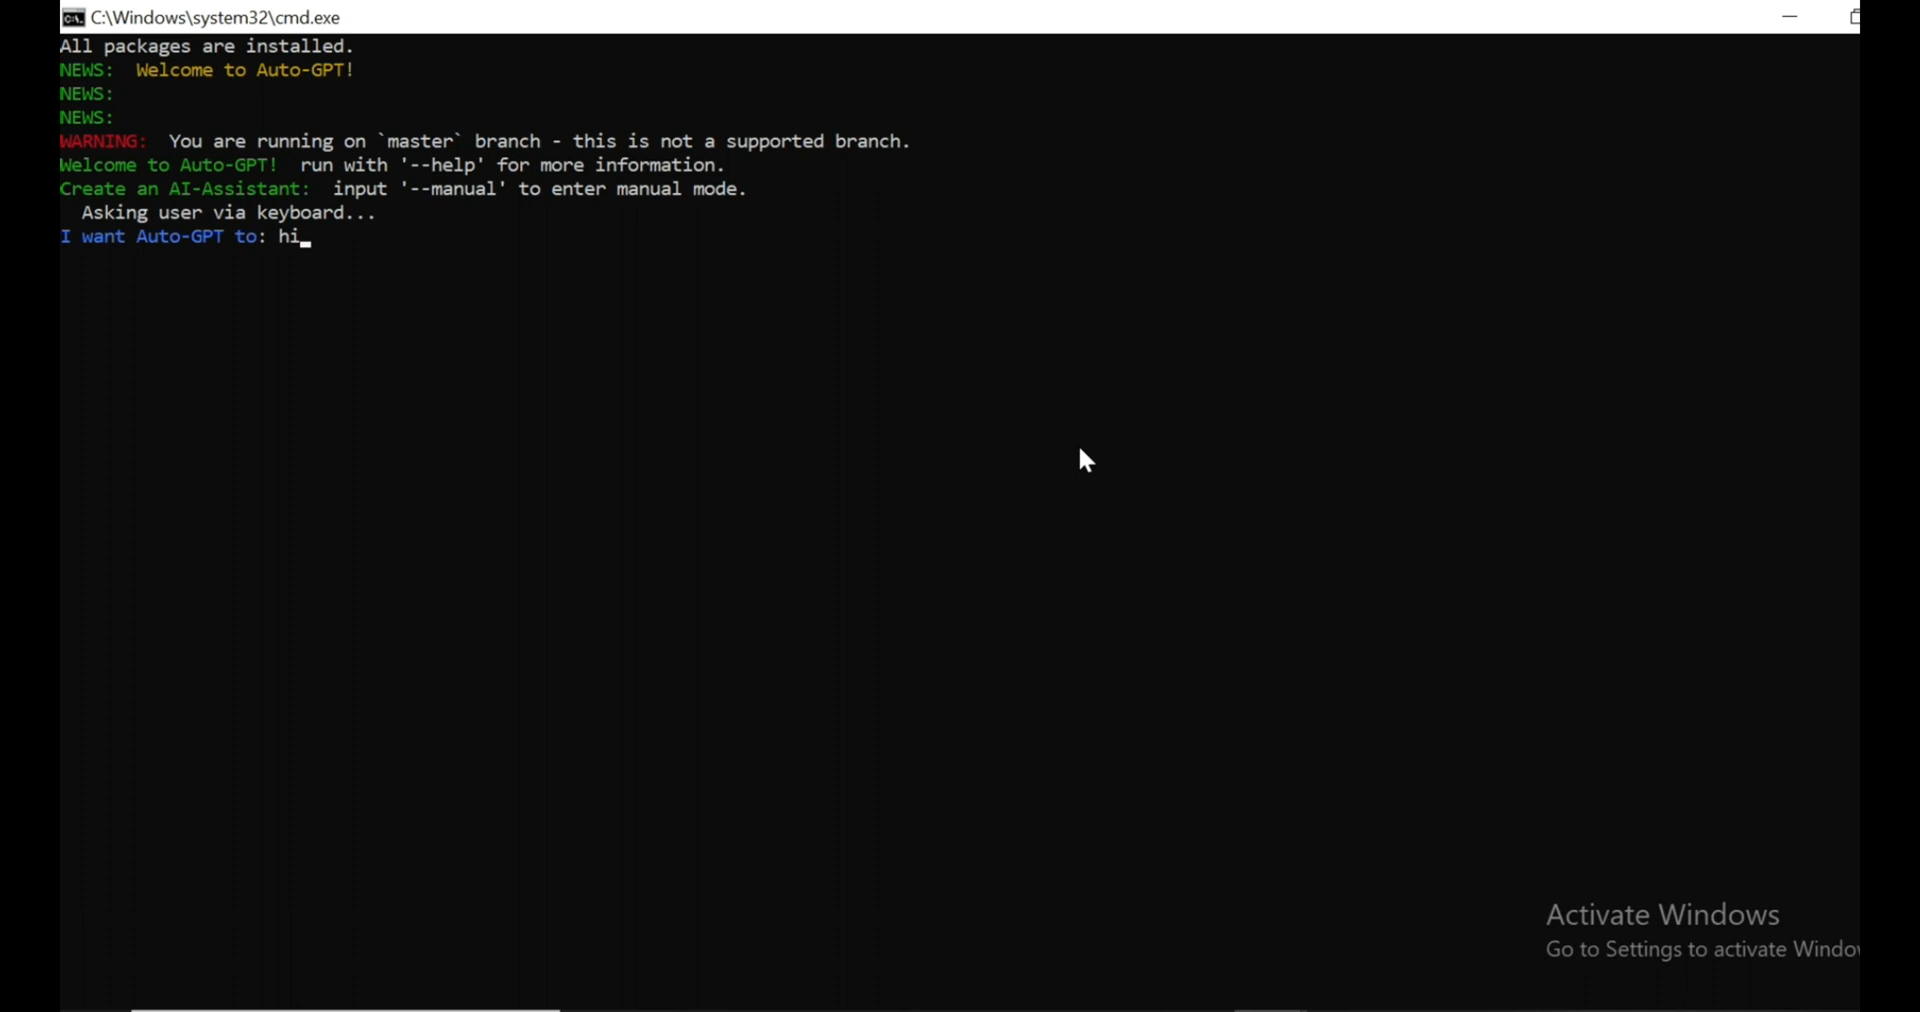 C:\Windows\system32\cmd.exe
All packages are installed.
NEWS:  Welcome to Auto-GPT!
NEWS:
NEWS:
WARNING:  You are running on `master` branch - this is not a supported branch.
Welcome to Auto-GPT!  run with '--help' for more information.
Create an AI-Assistant:  input '--manual' to enter manual mode.
  Asking user via keyboard...
I want Auto-GPT to: hi
Activate Windows
Go to Settings to activate Window